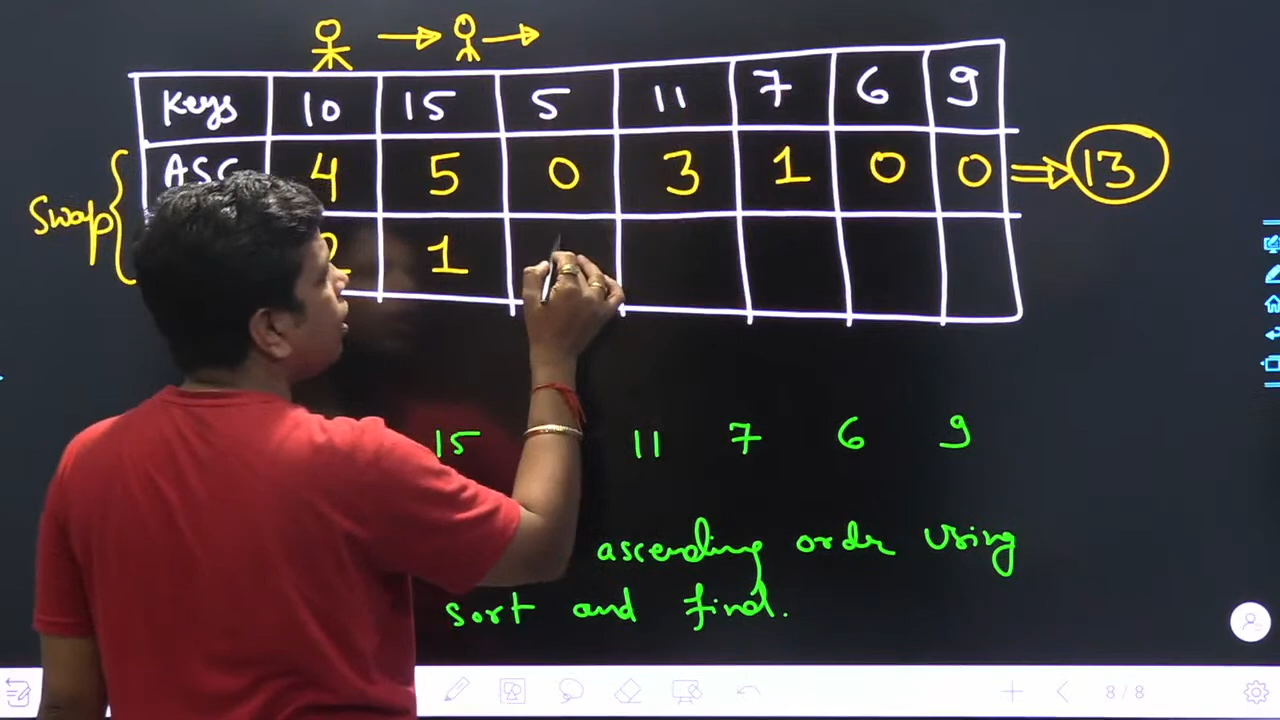 Keys 10 15 5 11 7 6 9
ASC 4 5 0 3 1 0 0 ⇒ 13
Swap
2 1
15 11 7 6 9
ascending order using
sort and find.
8 / 8